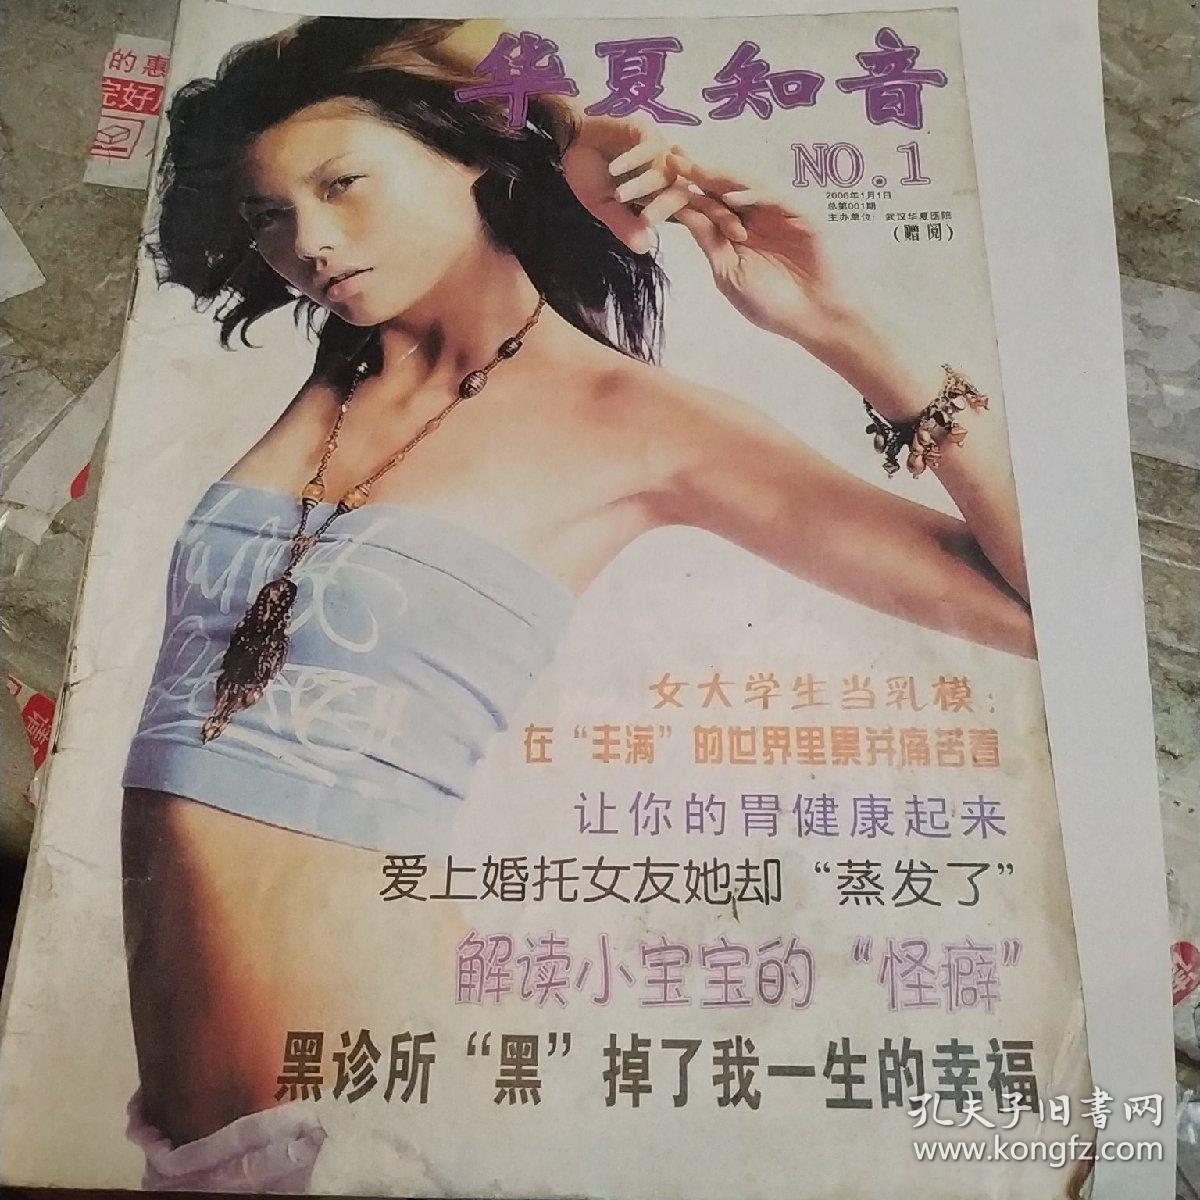 华夏知音
NO.1
2006年1月1日
总第001期
主办单位：武汉华夏医院
（赠阅）
女大学生当乳模：
在“丰满”的世界里累并痛苦着
让你的胃健康起来
爱上婚托女友她却“蒸发了”
解读小宝宝的“怪癖”
黑诊所“黑”掉了我一生的幸福
的惠
完好
孔夫子旧书网
www.kongfz.com